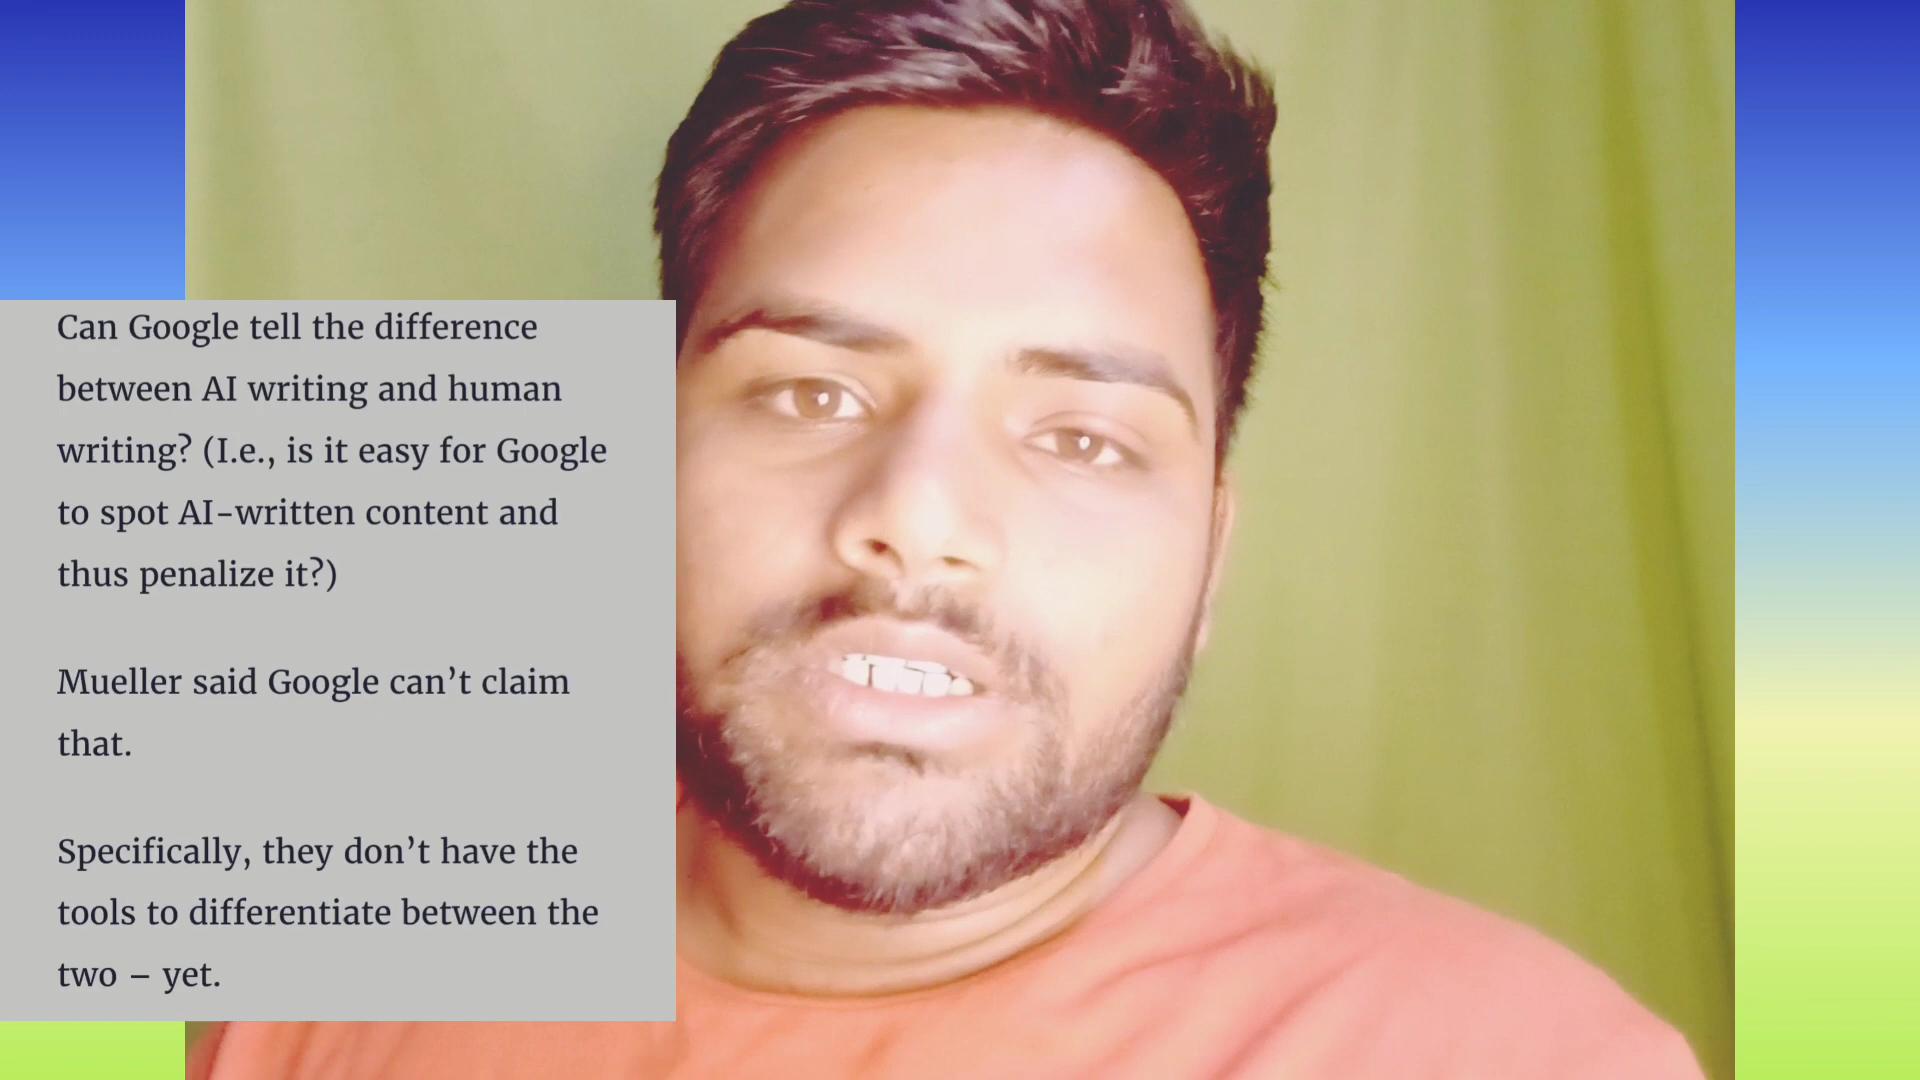 Can Google tell the difference
between AI writing and human
writing? (I.e., is it easy for Google
to spot AI-written content and
thus penalize it?)
Mueller said Google can’t claim
that.
Specifically, they don’t have the
tools to differentiate between the
two – yet.